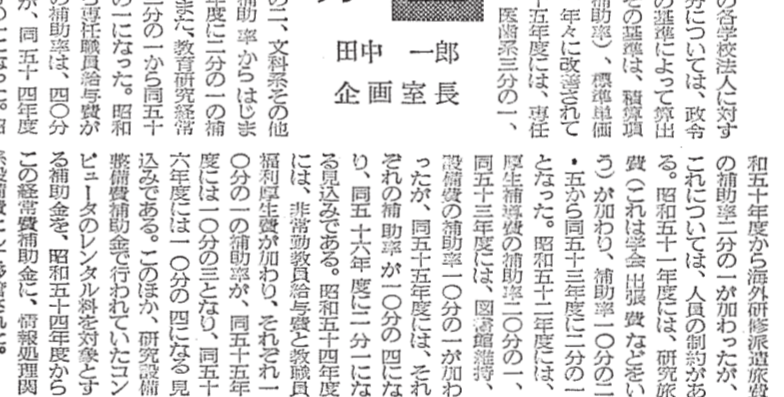 の各学校法人に対す
分については、政令
の基準によって算出
その基準は、積算項
補助率)、標準単価
年々に改善されて
十五年度には、専任
医歯系三分の一、
田中 一郎
企画室長
の二、文科系その他
補助率からはじま
年度に二分の一の補
また、教育研究経常
二分の一から同五十
専任職員給与費が
の一になった。昭和
の補助率は、四〇分
が、同五十四年度
和五十年度から海外研修派遣旅費
の補助率二分の一が加わったが、
これについては、人員の制約があ
る。昭和五十一年度には、研究旅
費(これは学会出張費などをい
う)が加わり、補助率一〇分の二
・五から同五十三年度に二分の一
となった。昭和五十二年度には、
厚生補導費の補助率二〇分の一、
同五十三年度には、図書館維持、
設備費の補助率一〇分の一が加わ
ったが、同五十五年度には、それ
ぞれの補助率が一〇分の四にな
り、同五十六年度に二分一にな
る見込みである。昭和五十四年度
には、非常勤教員給与費と教職員
福利厚生費が加わり、それぞれ一
〇分の一の補助率が、同五十五年
度には一〇分の三となり、同五十
六年度には一〇分の四になる見
込みである。このほか、研究設備
整備費補助金で行われていたコン
ピュータのレンタル料を対象とす
る補助金を、昭和五十四年度から
この経常費補助金に、情報処理関